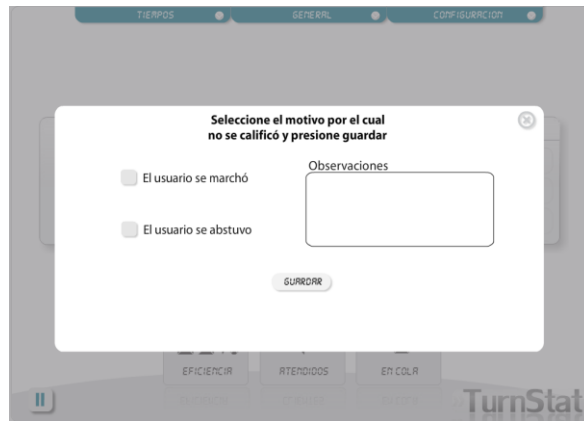 TIEMPOS
GENERAL
CONFIGURACION
Seleccione el motivo por el cual
no se calificó y presione guardar
Observaciones
El usuario se marchó
El usuario se abstuvo
GUARDAR
EFICIENCIA
ATENDIDOS
EN COLA
TurnStat